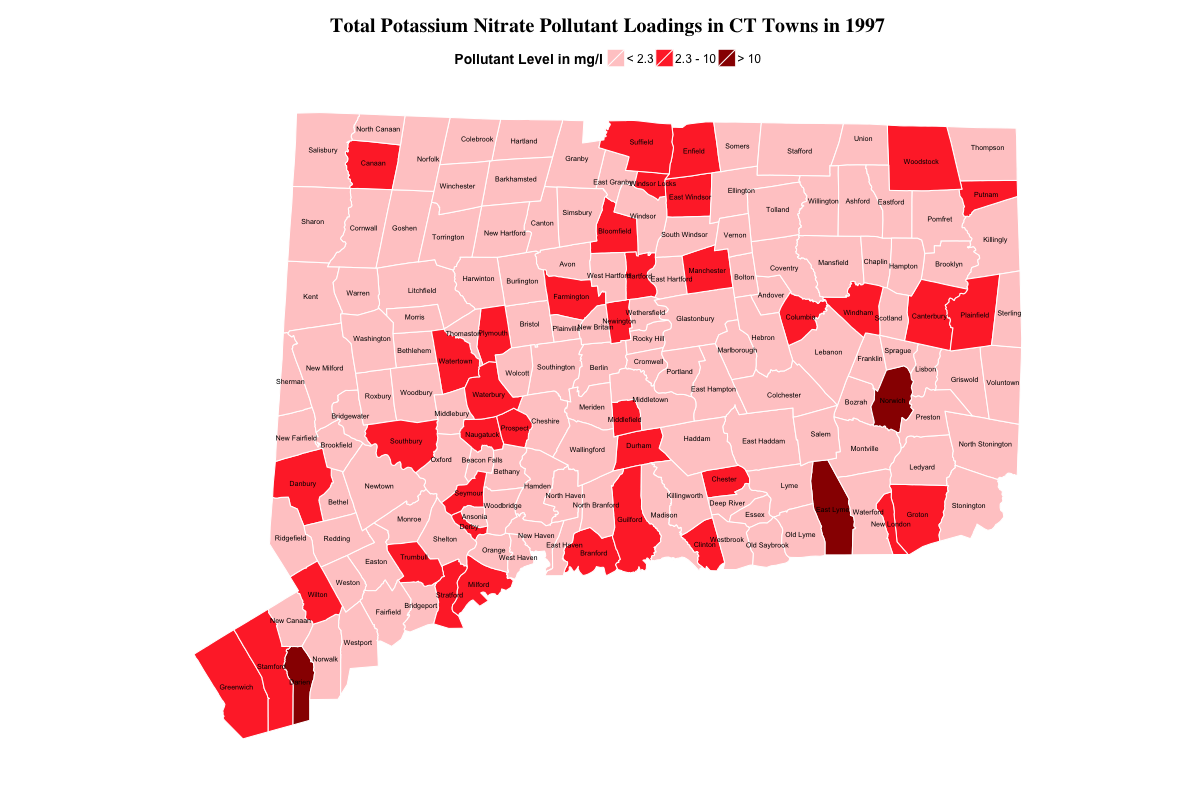 Total Potassium Nitrate Pollutant Loadings in CT Towns in 1997
Pollutant Level in mg/l < 2.3 2.3 - 10 > 10
North Canaan
Colebrook
Hartland
Salisbury
Canaan
Norfolk
Granby
Suffield
Enfield
Somers
Stafford
Union
Woodstock
Thompson
Winchester
Barkhamsted
East Granby
Windsor Locks
East Windsor
Ellington
Tolland
Willington
Ashford
Eastford
Putnam
Sharon
Cornwall
Goshen
Torrington
New Hartford
Canton
Simsbury
Bloomfield
Windsor
South Windsor
Vernon
Pomfret
Killingly
Kent
Warren
Litchfield
Harwinton
Burlington
Avon
West Hartford
Hartford
East Hartford
Manchester
Bolton
Coventry
Mansfield
Chaplin
Hampton
Brooklyn
Morris
Farmington
Andover
Columbia
Windham
Scotland
Canterbury
Plainfield
Sterling
Washington
Bethlehem
Thomaston
Plymouth
Bristol
Plainville
New Britain
Newington
Wethersfield
Rocky Hill
Glastonbury
Hebron
Marlborough
Lebanon
Franklin
Sprague
Lisbon
Griswold
Voluntown
New Milford
Sherman
Roxbury
Woodbury
Watertown
Waterbury
Wolcott
Southington
Berlin
Cromwell
Portland
East Hampton
Colchester
Bozrah
Norwich
Preston
Bridgewater
Middlebury
Naugatuck
Prospect
Cheshire
Meriden
Middletown
Middlefield
New Fairfield
Brookfield
Southbury
Oxford
Beacon Falls
Bethany
Wallingford
Durham
Haddam
East Haddam
Salem
Montville
Ledyard
North Stonington
Danbury
Bethel
Newtown
Seymour
Woodbridge
Hamden
North Haven
North Branford
Killingworth
Chester
Deep River
Lyme
Essex
East Lyme
Waterford
New London
Groton
Stonington
Ridgefield
Redding
Monroe
Ansonia
Derby
Shelton
Orange
New Haven
West Haven
East Haven
Branford
Guilford
Madison
Clinton
Westbrook
Old Saybrook
Old Lyme
Wilton
Weston
Easton
Trumbull
Stratford
Milford
Fairfield
Bridgeport
New Canaan
Westport
Norwalk
Stamford
Greenwich